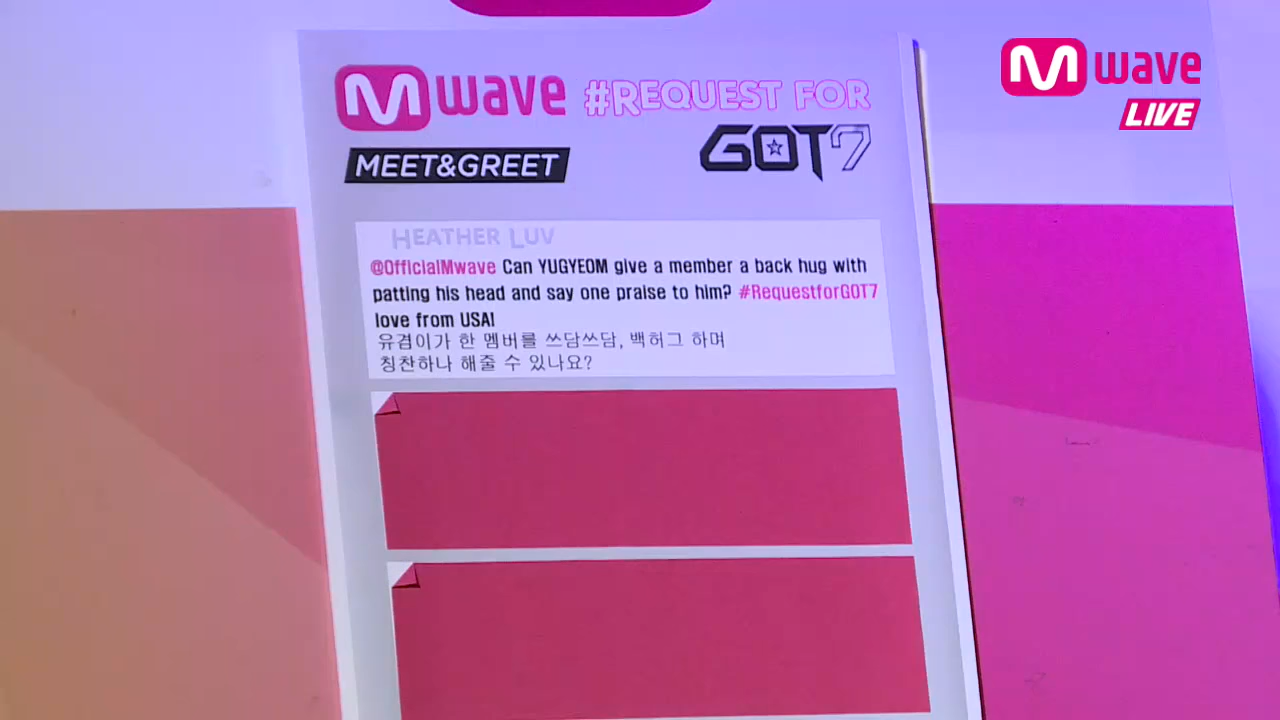 Mwave #REQUEST FOR
MEET&GREET GOT7
HEATHER LUV
@OfficialMwave Can YUGYEOM give a member a back hug with
patting his head and say one praise to him? #RequestforGOT7
love from USA!
유겸이가 한 멤버를 쓰담쓰담, 백허그 하며
칭찬하나 해줄 수 있나요?
Mwave
LIVE